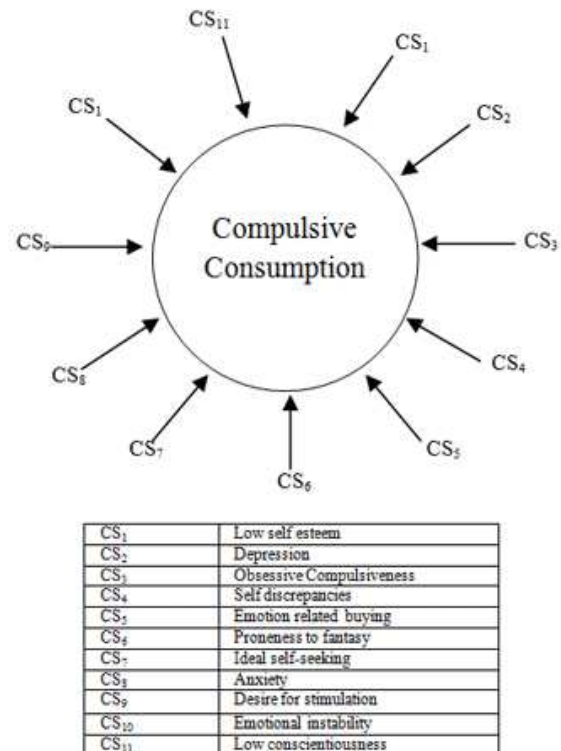 CS₁₁
CS₁
CS₁
CS₂
Compulsive
Consumption
CS₉
CS₃
CS₈
CS₄
CS₇
CS₅
CS₆
CS₁ Low self esteem
CS₂ Depression
CS₃ Obsessive Compulsiveness
CS₄ Self discrepancies
CS₅ Emotion related buying
CS₆ Proneness to fantasy
CS₇ Ideal self-seeking
CS₈ Anxiety
CS₉ Desire for stimulation
CS₁₀ Emotional instability
CS₁₁ Low conscientiousness